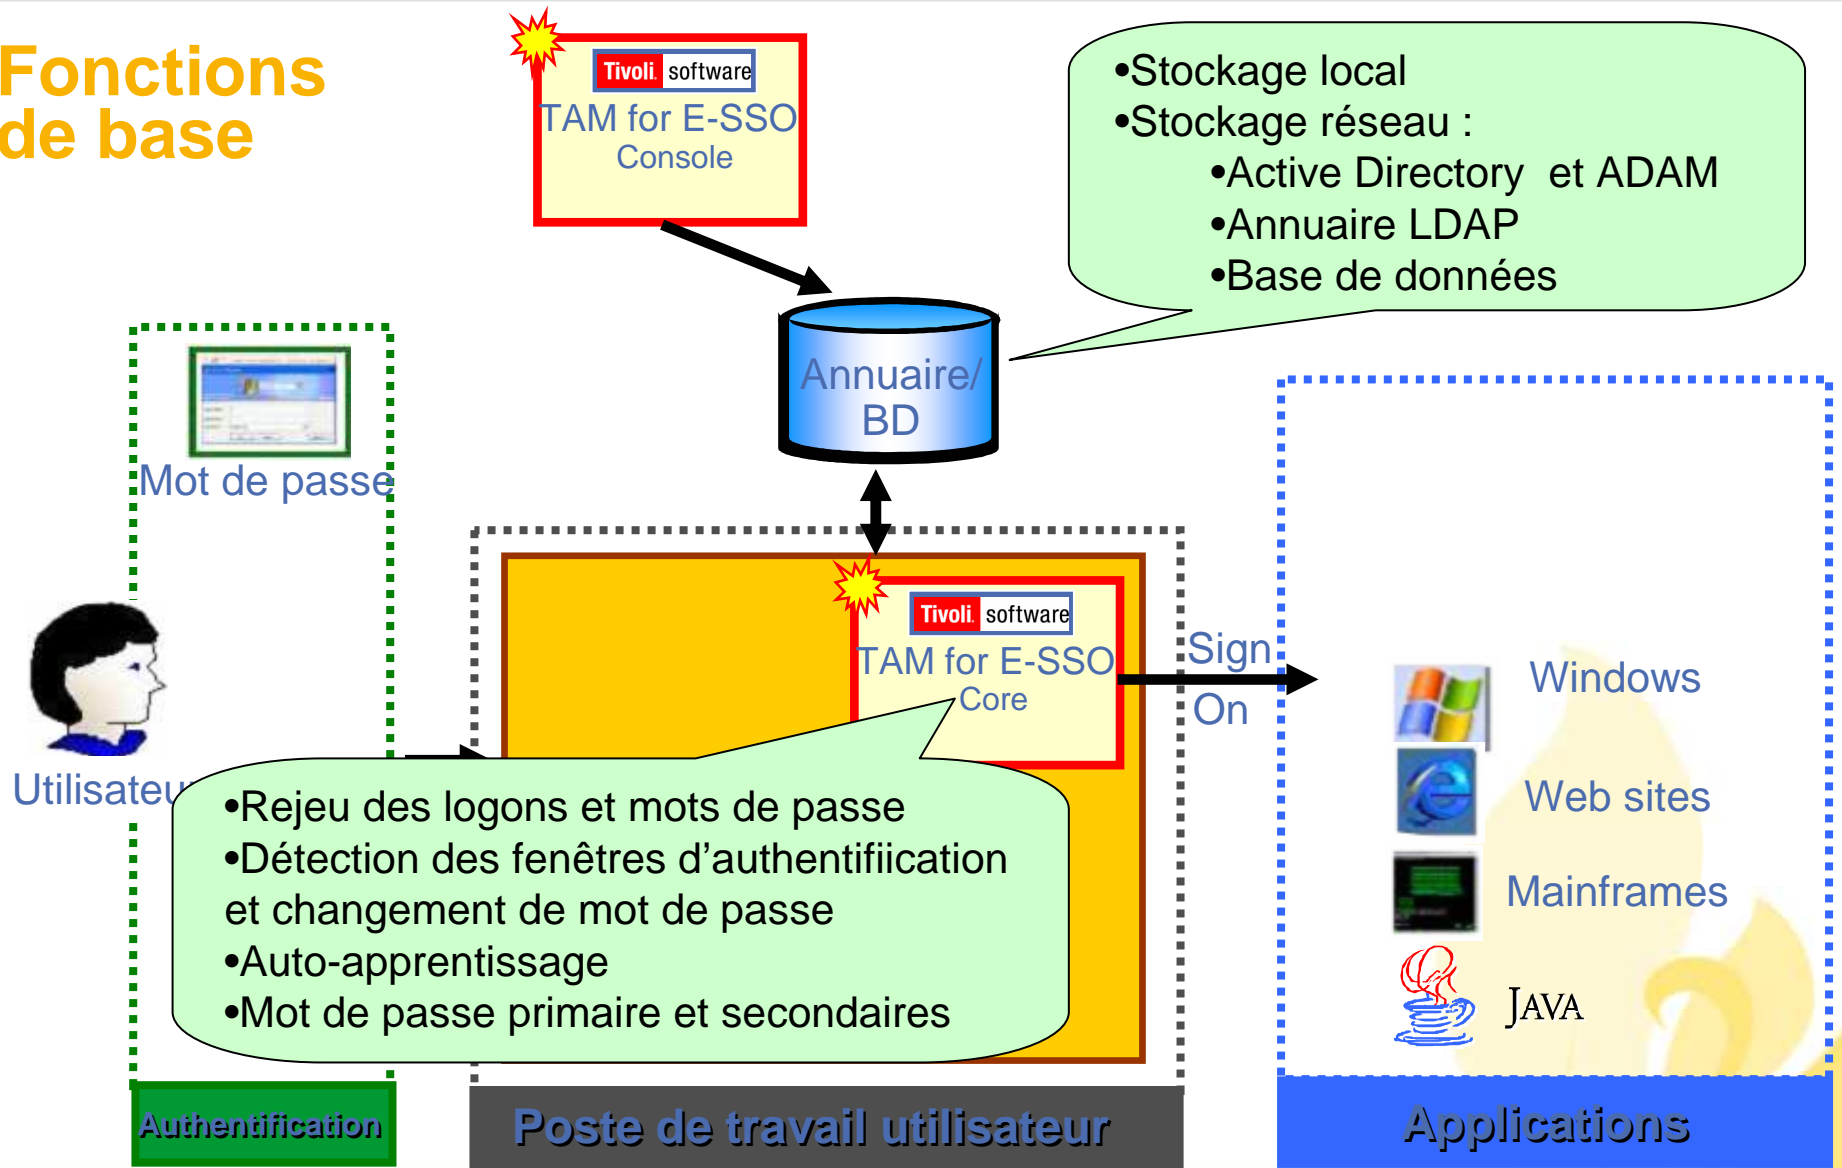 Fonctions
de base
Tivoli. software
TAM for E-SSO
Console
•Stockage local
•Stockage réseau :
•Active Directory et ADAM
•Annuaire LDAP
•Base de données
Annuaire/
BD
Mot de passe
Utilisateur
Tivoli. software
TAM for E-SSO
Core
Sign
On
•Rejeu des logons et mots de passe
•Détection des fenêtres d'authentifiication
et changement de mot de passe
•Auto-apprentissage
•Mot de passe primaire et secondaires
Windows
Web sites
Mainframes
JAVA
Authentification
Poste de travail utilisateur
Applications